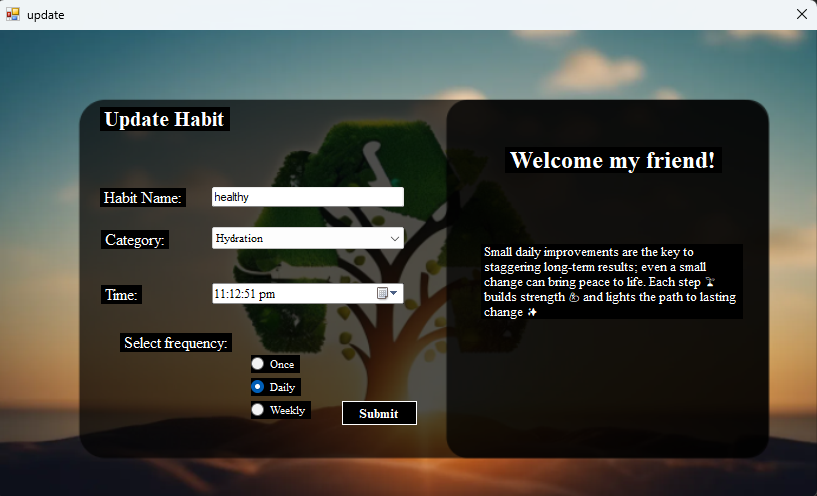 update
Update Habit
Welcome my friend!
Habit Name:
healthy
Category:
Hydration
Time:
11:12:51 pm
Select frequency:
Once
Daily
Weekly
Submit
Small daily improvements are the key to
staggering long-term results; even a small
change can bring peace to life. Each step ⏳
builds strength 💪 and lights the path to lasting
change ✨